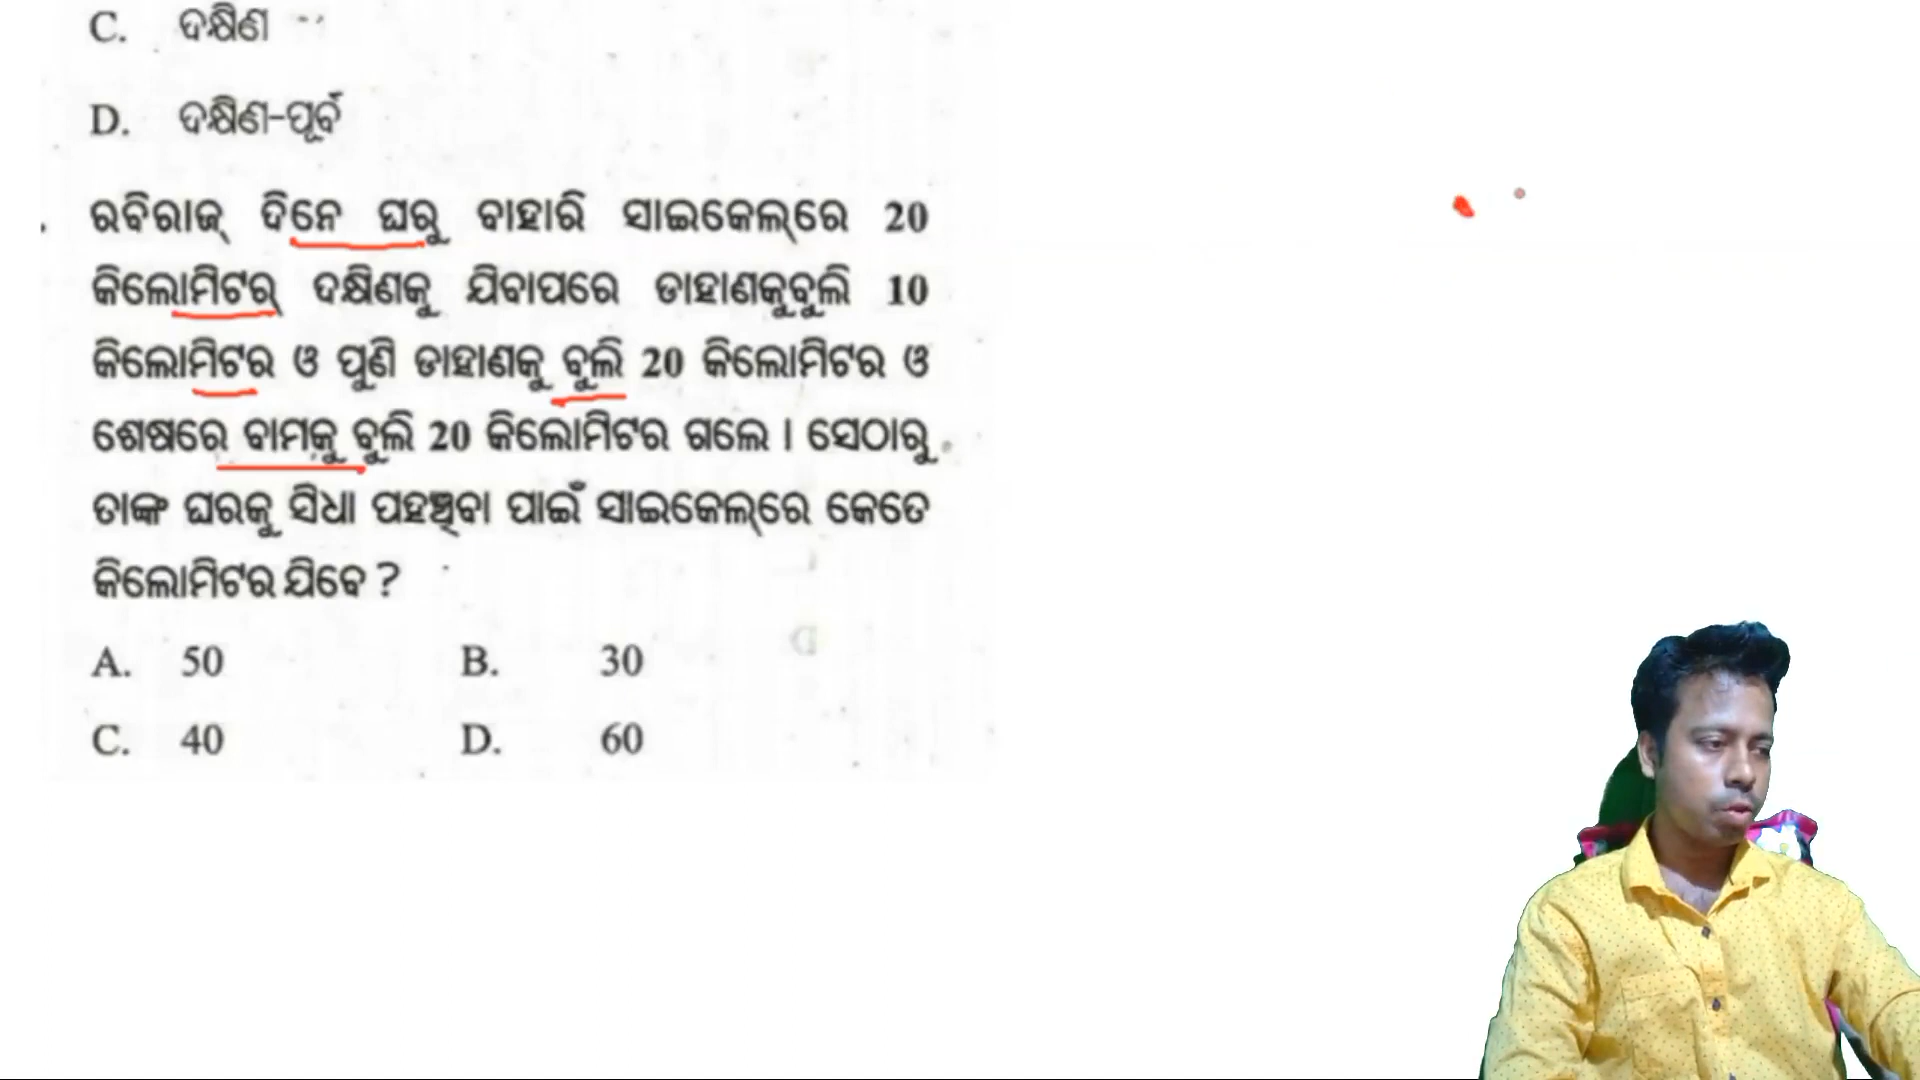 C. ଦକ୍ଷିଣ
D. ଦକ୍ଷିଣ-ପୂର୍ବ
ରବିରାଜ୍ ଦିନେ ଘରୁ ବାହାରି ସାଇକେଲ୍‌ରେ 20
କିଲୋମିଟର୍ ଦକ୍ଷିଣକୁ ଯିବାପରେ ଡାହାଣକୁବୁଲି 10
କିଲୋମିଟର ଓ ପୁଣି ଡାହାଣକୁ ବୁଲି 20 କିଲୋମିଟର ଓ
ଶେଷରେ ବାମକୁ ବୁଲି 20 କିଲୋମିଟର ଗଲେ । ସେଠାରୁ
ତାଙ୍କ ଘରକୁ ସିଧା ପହଞ୍ଚିବା ପାଇଁ ସାଇକେଲ୍‌ରେ କେତେ
କିଲୋମିଟର ଯିବେ ?
A. 50 B. 30
C. 40 D. 60